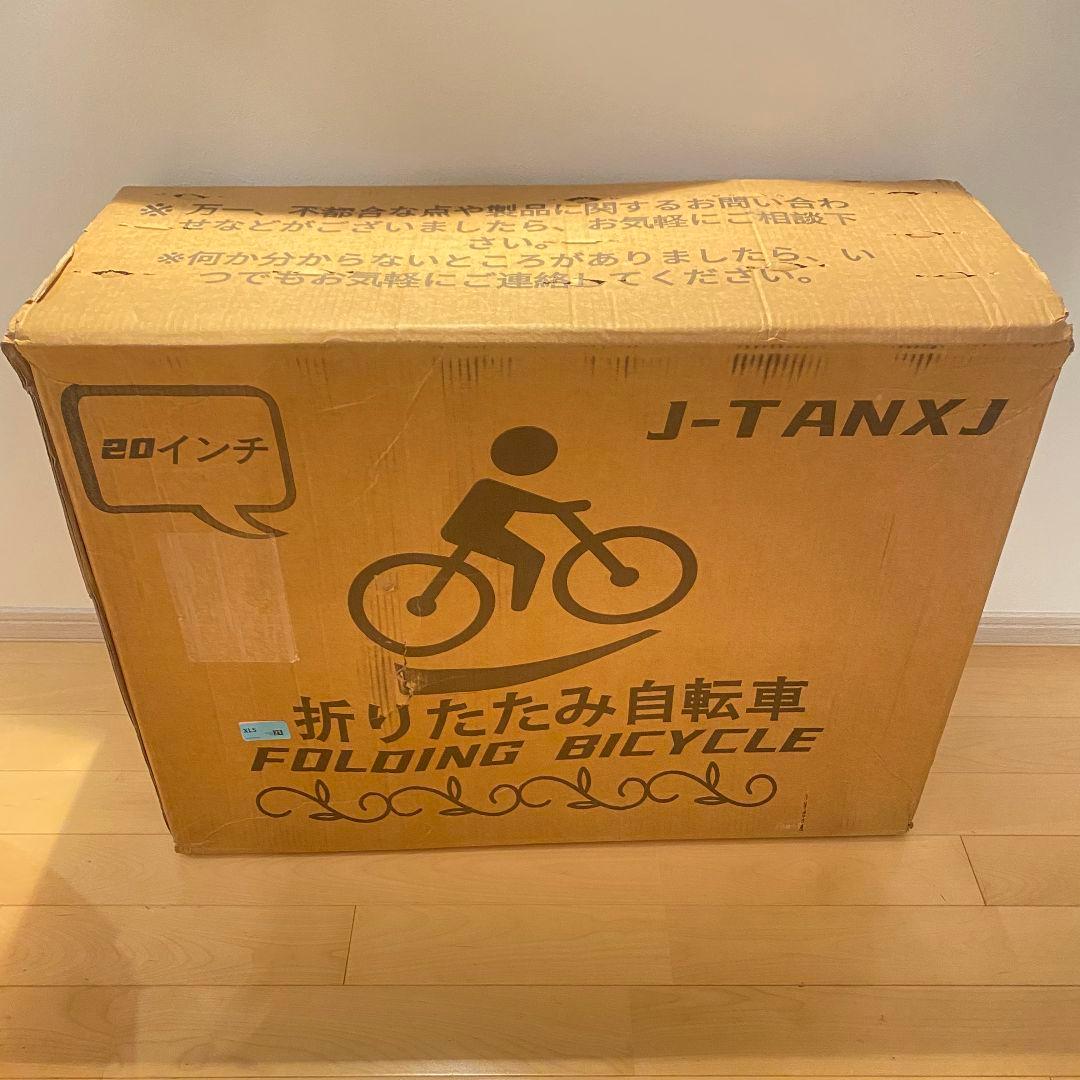 ※ 万一、不都合な点や製品に関するお問い合わ
せなどがございましたら、お気軽にご相談下
さい。
※何か分からないところがありましたら、い
つでもお気軽にご連絡してください。
20インチ
J-TANXJ
折りたたみ自転車
XLS
FOLDING BICYCLE